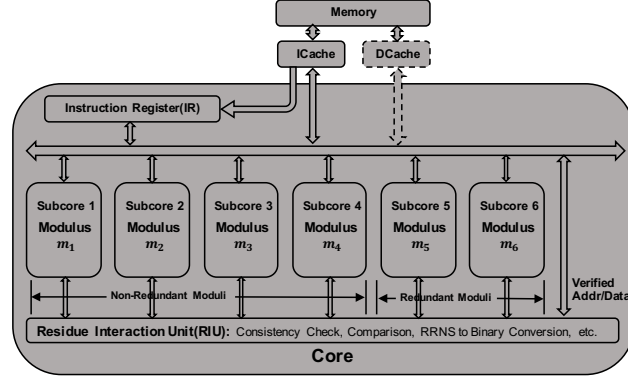 Memory
ICache
DCache
Instruction Register(IR)
Subcore 1
Modulus
m₁
Subcore 2
Modulus
m₂
Subcore 3
Modulus
m₃
Subcore 4
Modulus
m₄
Subcore 5
Modulus
m₅
Subcore 6
Modulus
m₆
Verified
Addr/Data
Non-Redundant Moduli
Redundant Moduli
Residue Interaction Unit(RIU): Consistency Check, Comparison, RRNS to Binary Conversion, etc.
Core